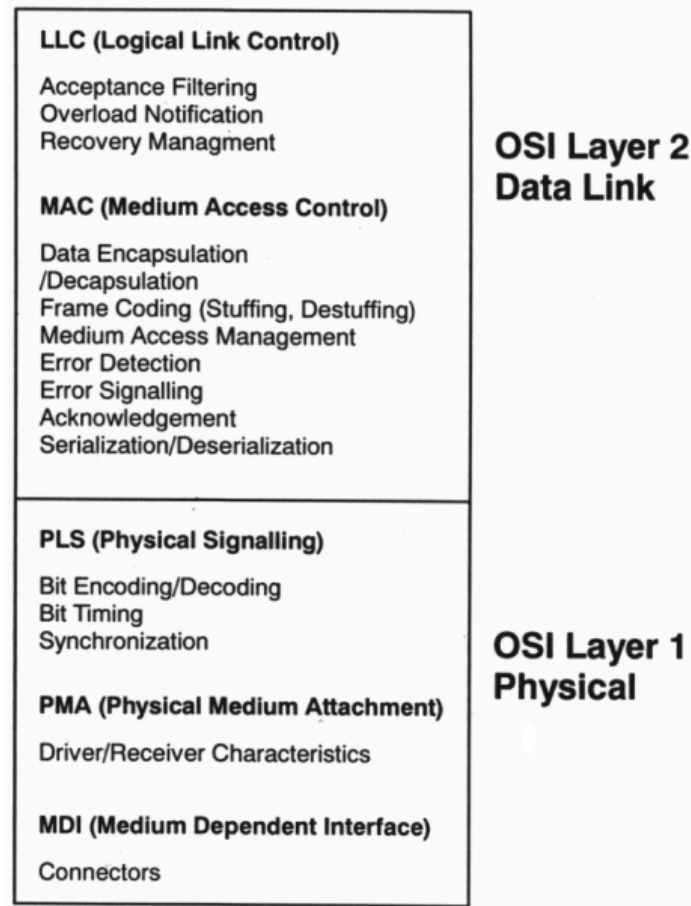 LLC (Logical Link Control)
Acceptance Filtering
Overload Notification
Recovery Managment
OSI Layer 2
Data Link
MAC (Medium Access Control)
Data Encapsulation
/Decapsulation
Frame Coding (Stuffing, Destuffing)
Medium Access Management
Error Detection
Error Signalling
Acknowledgement
Serialization/Deserialization
PLS (Physical Signalling)
Bit Encoding/Decoding
Bit Timing
Synchronization
OSI Layer 1
Physical
PMA (Physical Medium Attachment)
Driver/Receiver Characteristics
MDI (Medium Dependent Interface)
Connectors